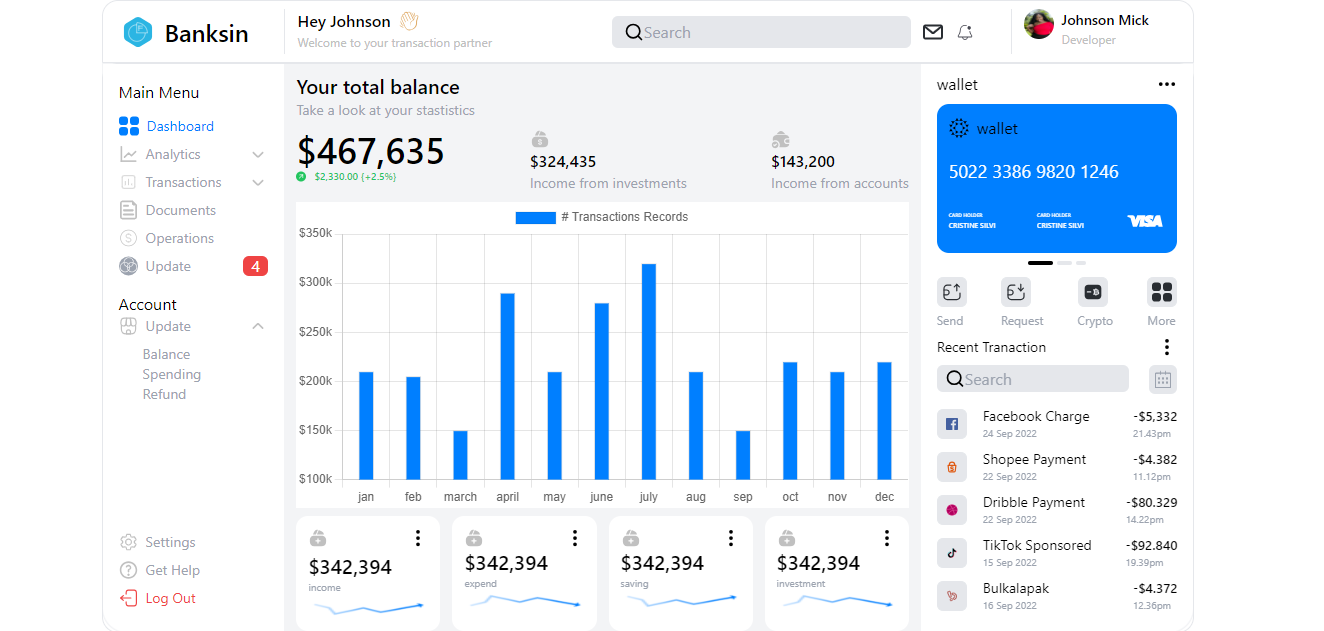 Banksin
Hey Johnson
Welcome to your transaction partner
Search
Johnson Mick
Developer
Main Menu
Dashboard
Analytics
Transactions
Documents
Operations
Update
4
Account
Update
Balance
Spending
Refund
Settings
Get Help
Log Out
Your total balance
Take a look at your stastistics
$467,635
$2,330.00 (+2.5%)
$324,435
Income from investments
$143,200
Income from accounts
# Transactions Records
$350k
$300k
$250k
$200k
$150k
$100k
jan feb march april may june july aug sep oct nov dec
$342,394
income
$342,394
expend
$342,394
saving
$342,394
investment
wallet
wallet
5022 3386 9820 1246
CARD HOLDER
CRISTINE SILVI
CARD HOLDER
CRISTINE SILVI
VISA
Send
Request
Crypto
More
Recent Tranaction
Search
Facebook Charge -$5,332
24 Sep 2022 21.43pm
Shopee Payment -$4.382
22 Sep 2022 11.12pm
Dribble Payment -$80.329
22 Sep 2022 14.22pm
TikTok Sponsored -$92.840
15 Sep 2022 19.39pm
Bulkalapak -$4.372
16 Sep 2022 12.36pm